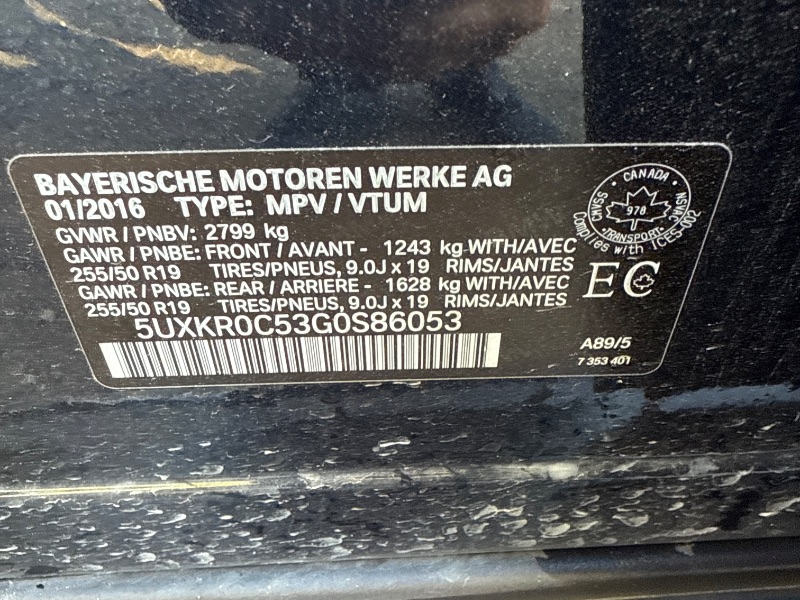 BAYERISCHE MOTOREN WERKE AG
01/2016 TYPE: MPV / VTUM
GVWR / PNBV: 2799 kg
GAWR / PNBE: FRONT / AVANT - 1243 kg WITH/AVEC
255/50 R19 TIRES/PNEUS, 9.0J x 19 RIMS/JANTES
GAWR / PNBE: REAR / ARRIERE - 1628 kg WITH/AVEC
255/50 R19 TIRES/PNEUS, 9.0J x 19 RIMS/JANTES
5UXKR0C53G0S86053
CANADA
CMVSS NSVAC
978
TRANSPORT
Complies with ICES-002
EC
A89/5
7 353 401